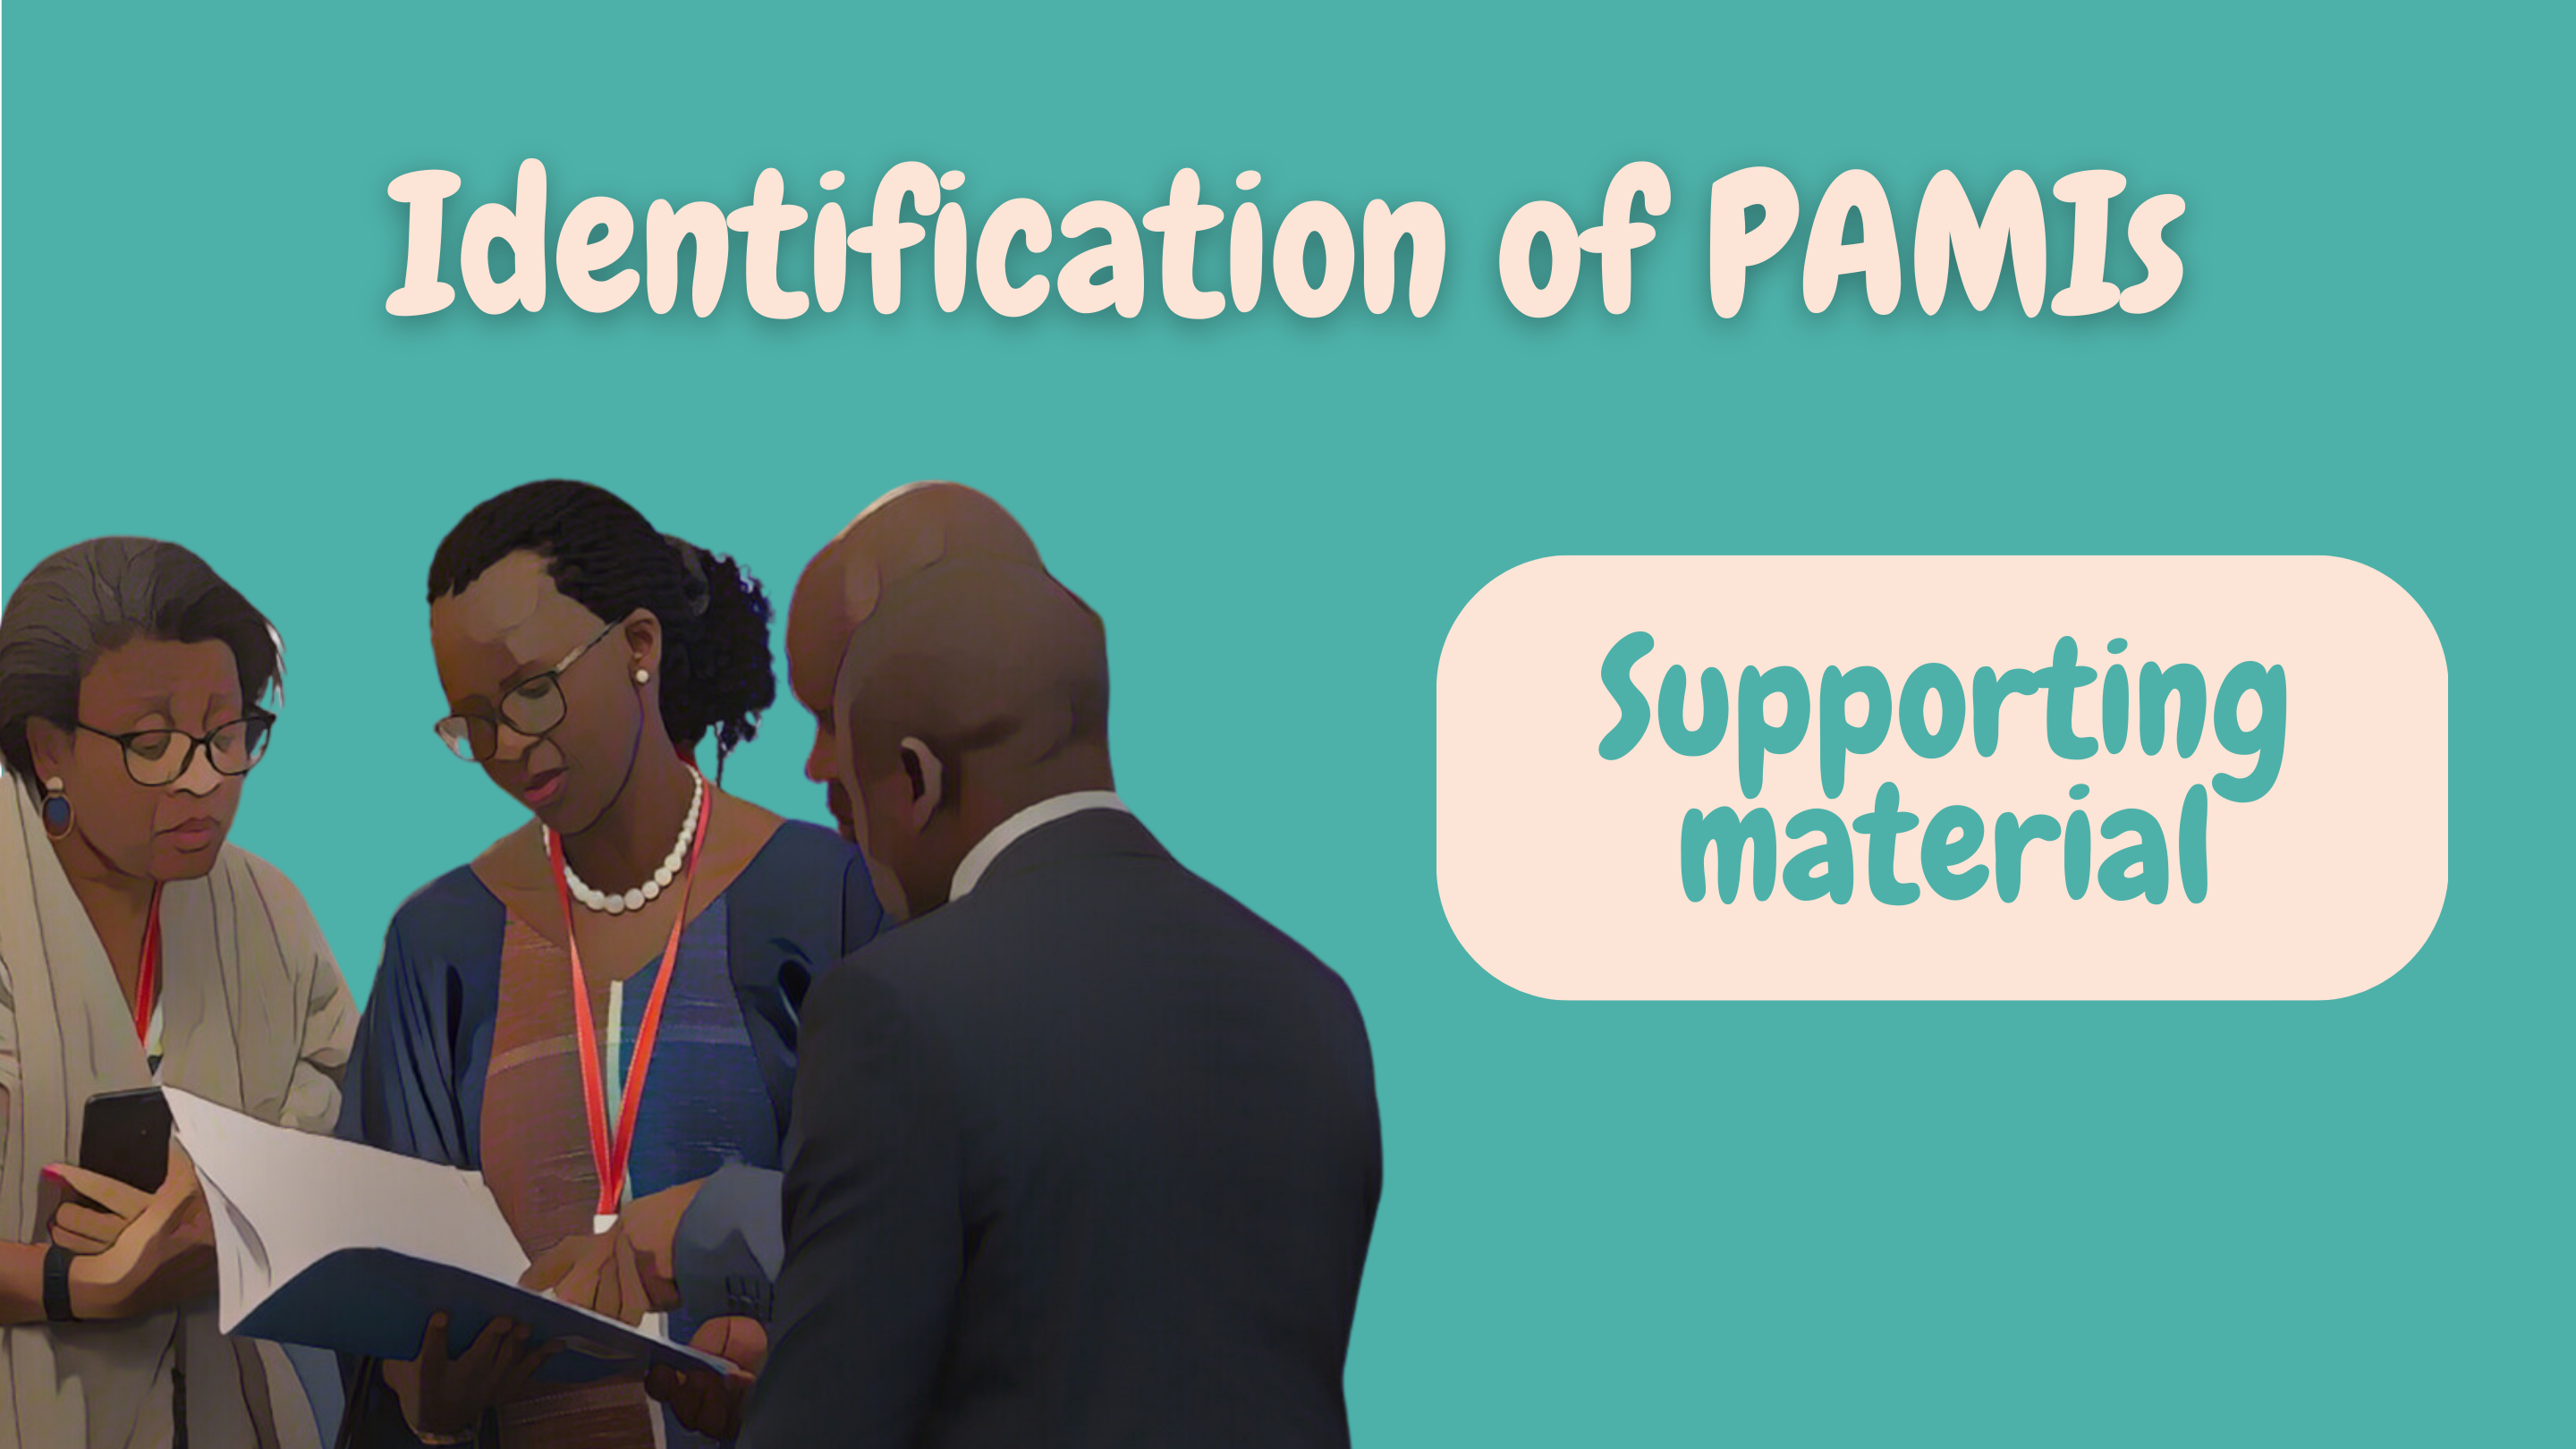 Identification of PAMIs
Supporting
material